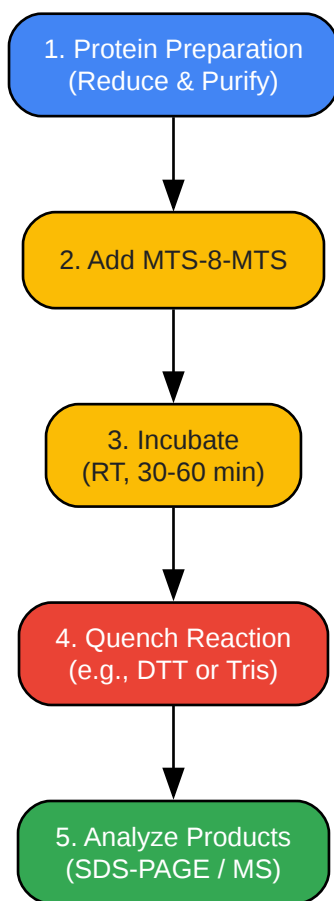 1. Protein Preparation
(Reduce & Purify)
2. Add MTS-8-MTS
3. Incubate
(RT, 30-60 min)
4. Quench Reaction
(e.g., DTT or Tris)
5. Analyze Products
(SDS-PAGE / MS)